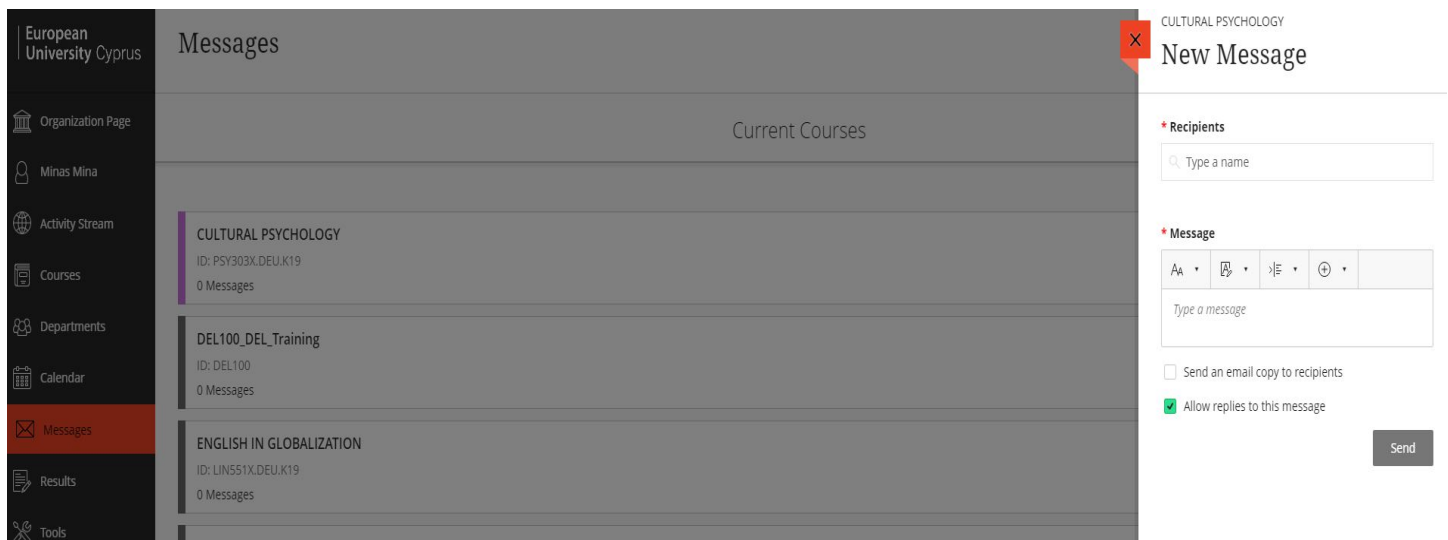 European
University Cyprus
Organization Page
Minas Mina
Activity Stream
Courses
Departments
Calendar
Messages
Results
Tools
Messages
Current Courses
CULTURAL PSYCHOLOGY
ID: PSY303X.DEU.K19
0 Messages
DEL100_DEL_Training
ID: DEL100
0 Messages
ENGLISH IN GLOBALIZATION
ID: LIN551X.DEU.K19
0 Messages
X
CULTURAL PSYCHOLOGY
New Message
* Recipients
Type a name
* Message
Type a message
Send an email copy to recipients
Allow replies to this message
Send